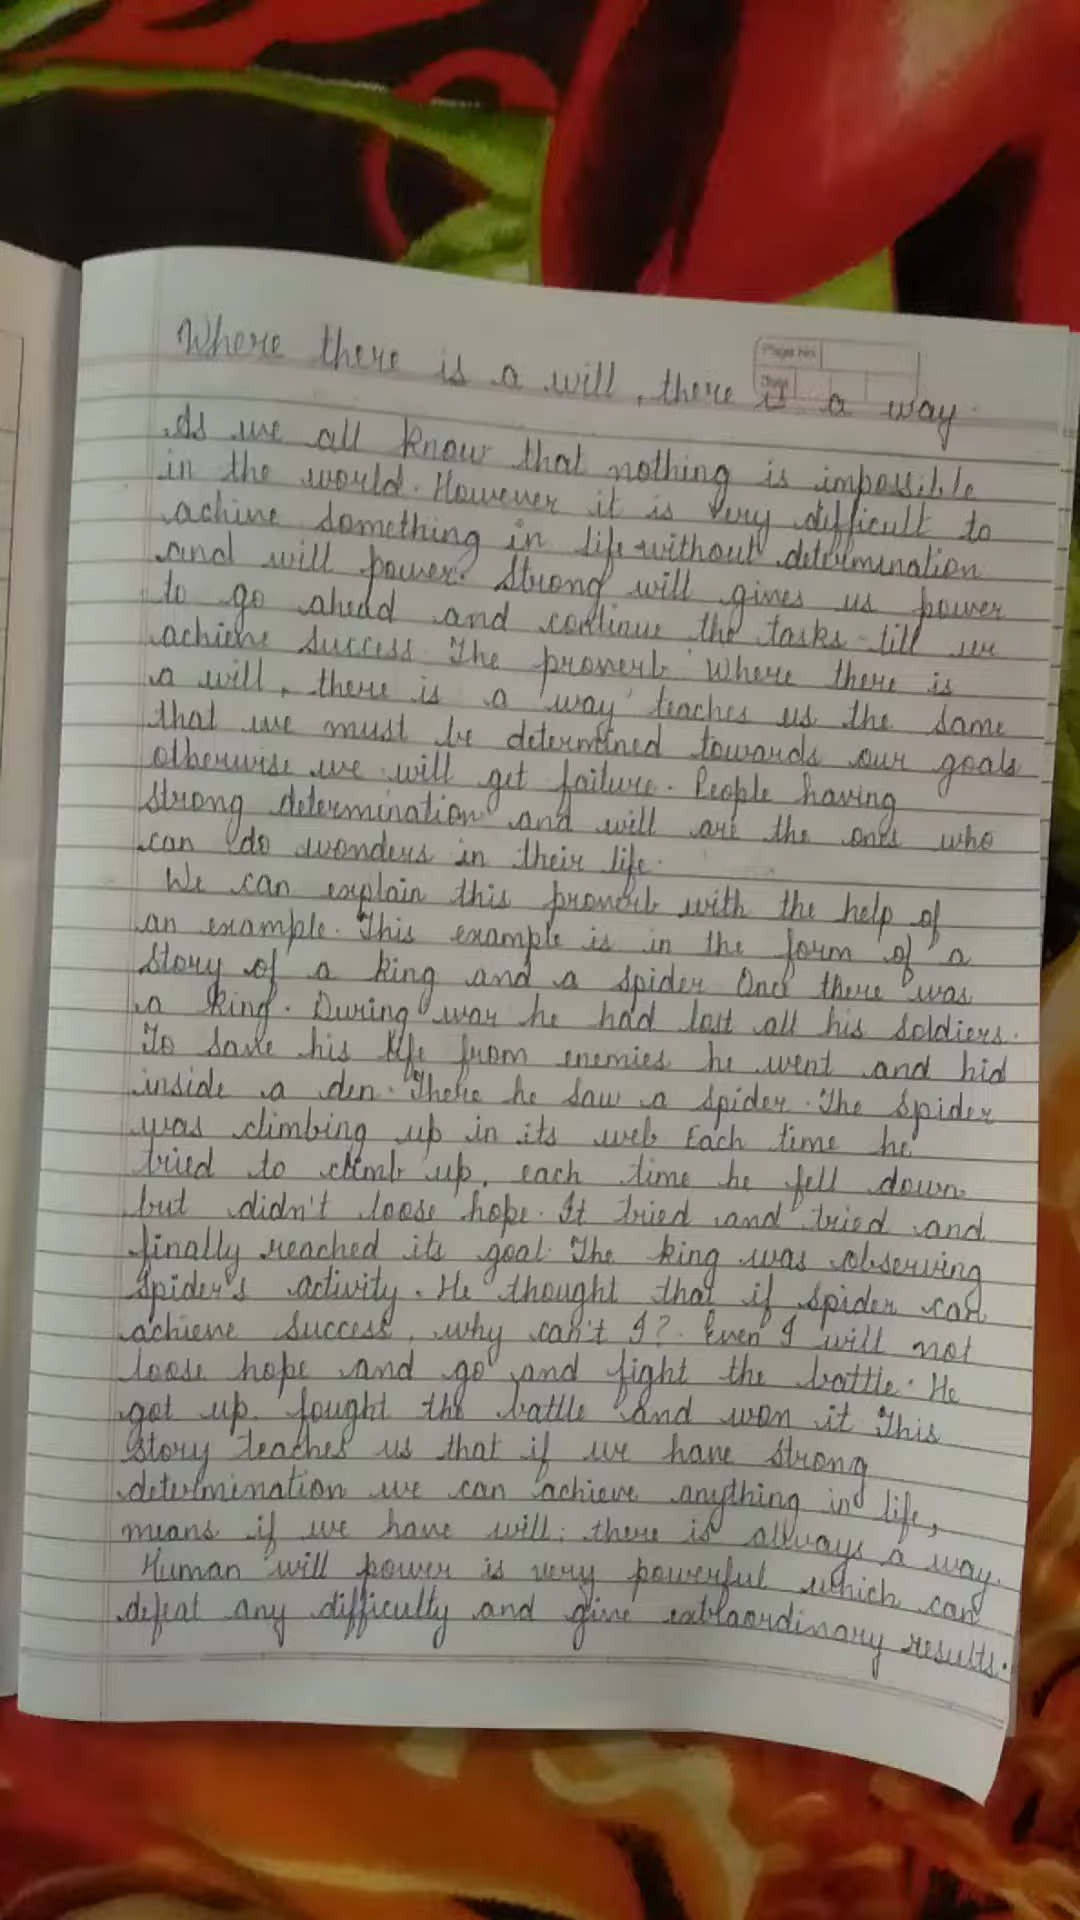 Page No.
Date
Where there is a will, there is a way.
As we all know that nothing is impossible
in the world. However it is very difficult to
achive something in life without determination
and will power. Strong will gives us power
to go ahead and continue the tasks till we
achieve success. The proverb 'Where there is
a will, there is a way' teaches us the same
that we must be determined towards our goals
otherwise we will get failure. People having
strong determination and will are the ones who
can do wonders in their life.
We can explain this proverb with the help of
an example. This example is in the form of a
story of a king and a spider. Once there was
a king. During war he had lost all his soldiers.
To save his life from enemies he went and hid
inside a den. There he saw a spider. The spider
was climbing up in its web. Each time he
tried to climb up, each time he fell down
but didn't loose hope. It tried and tried and
finally reached its goal. The king was observing
spider's activity. He thought that if spider can
achieve success, why can't I? Even I will not
loose hope and go and fight the battle. He
got up, fought the battle and won it. This
story teaches us that if we have strong
determination we can achieve anything in life,
means if we have will, there is allways a way.
Human will power is very powerful which can
defeat any difficulty and give extraordinary results.